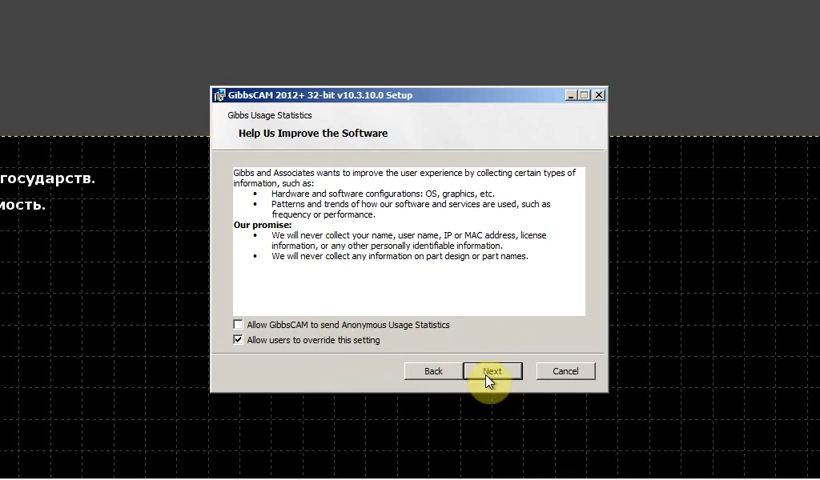 GibbsCAM 2012+ 32-bit v10.3.10.0 Setup
Gibbs Usage Statistics
Help Us Improve the Software
государств.
мость.
Gibbs and Associates wants to improve the user experience by collecting certain types of
information, such as:
• Hardware and software configurations: OS, graphics, etc.
• Patterns and trends of how our software and services are used, such as
frequency or performance.
Our promise:
• We will never collect your name, user name, IP or MAC address, license
information, or any other personally identifiable information.
• We will never collect any information on part design or part names.
Allow GibbsCAM to send Anonymous Usage Statistics
Allow users to override this setting
Back
Next
Cancel